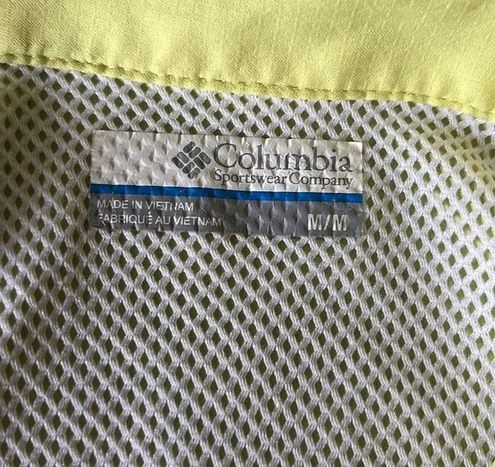 Columbia
Sportswear Company
MADE IN VIETNAM
FABRIQUÉ AU VIETNAM
M/M